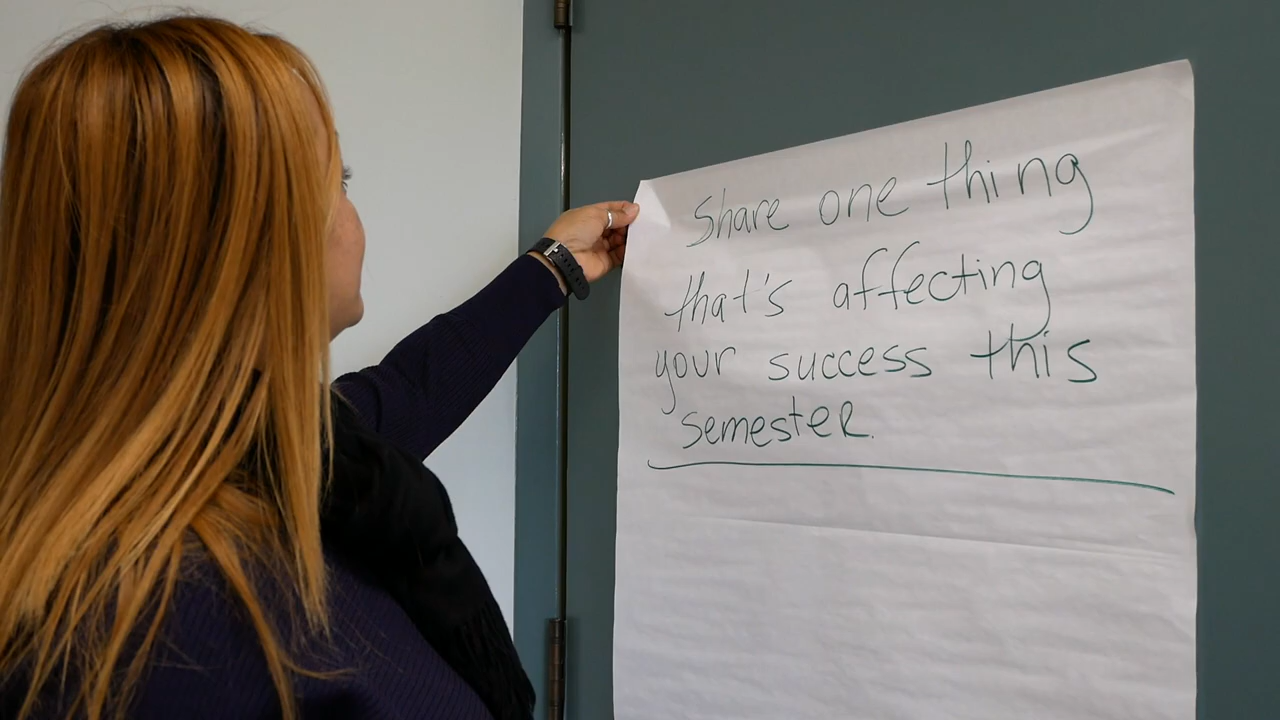 Share one thing
that's affecting
your success this
semester.